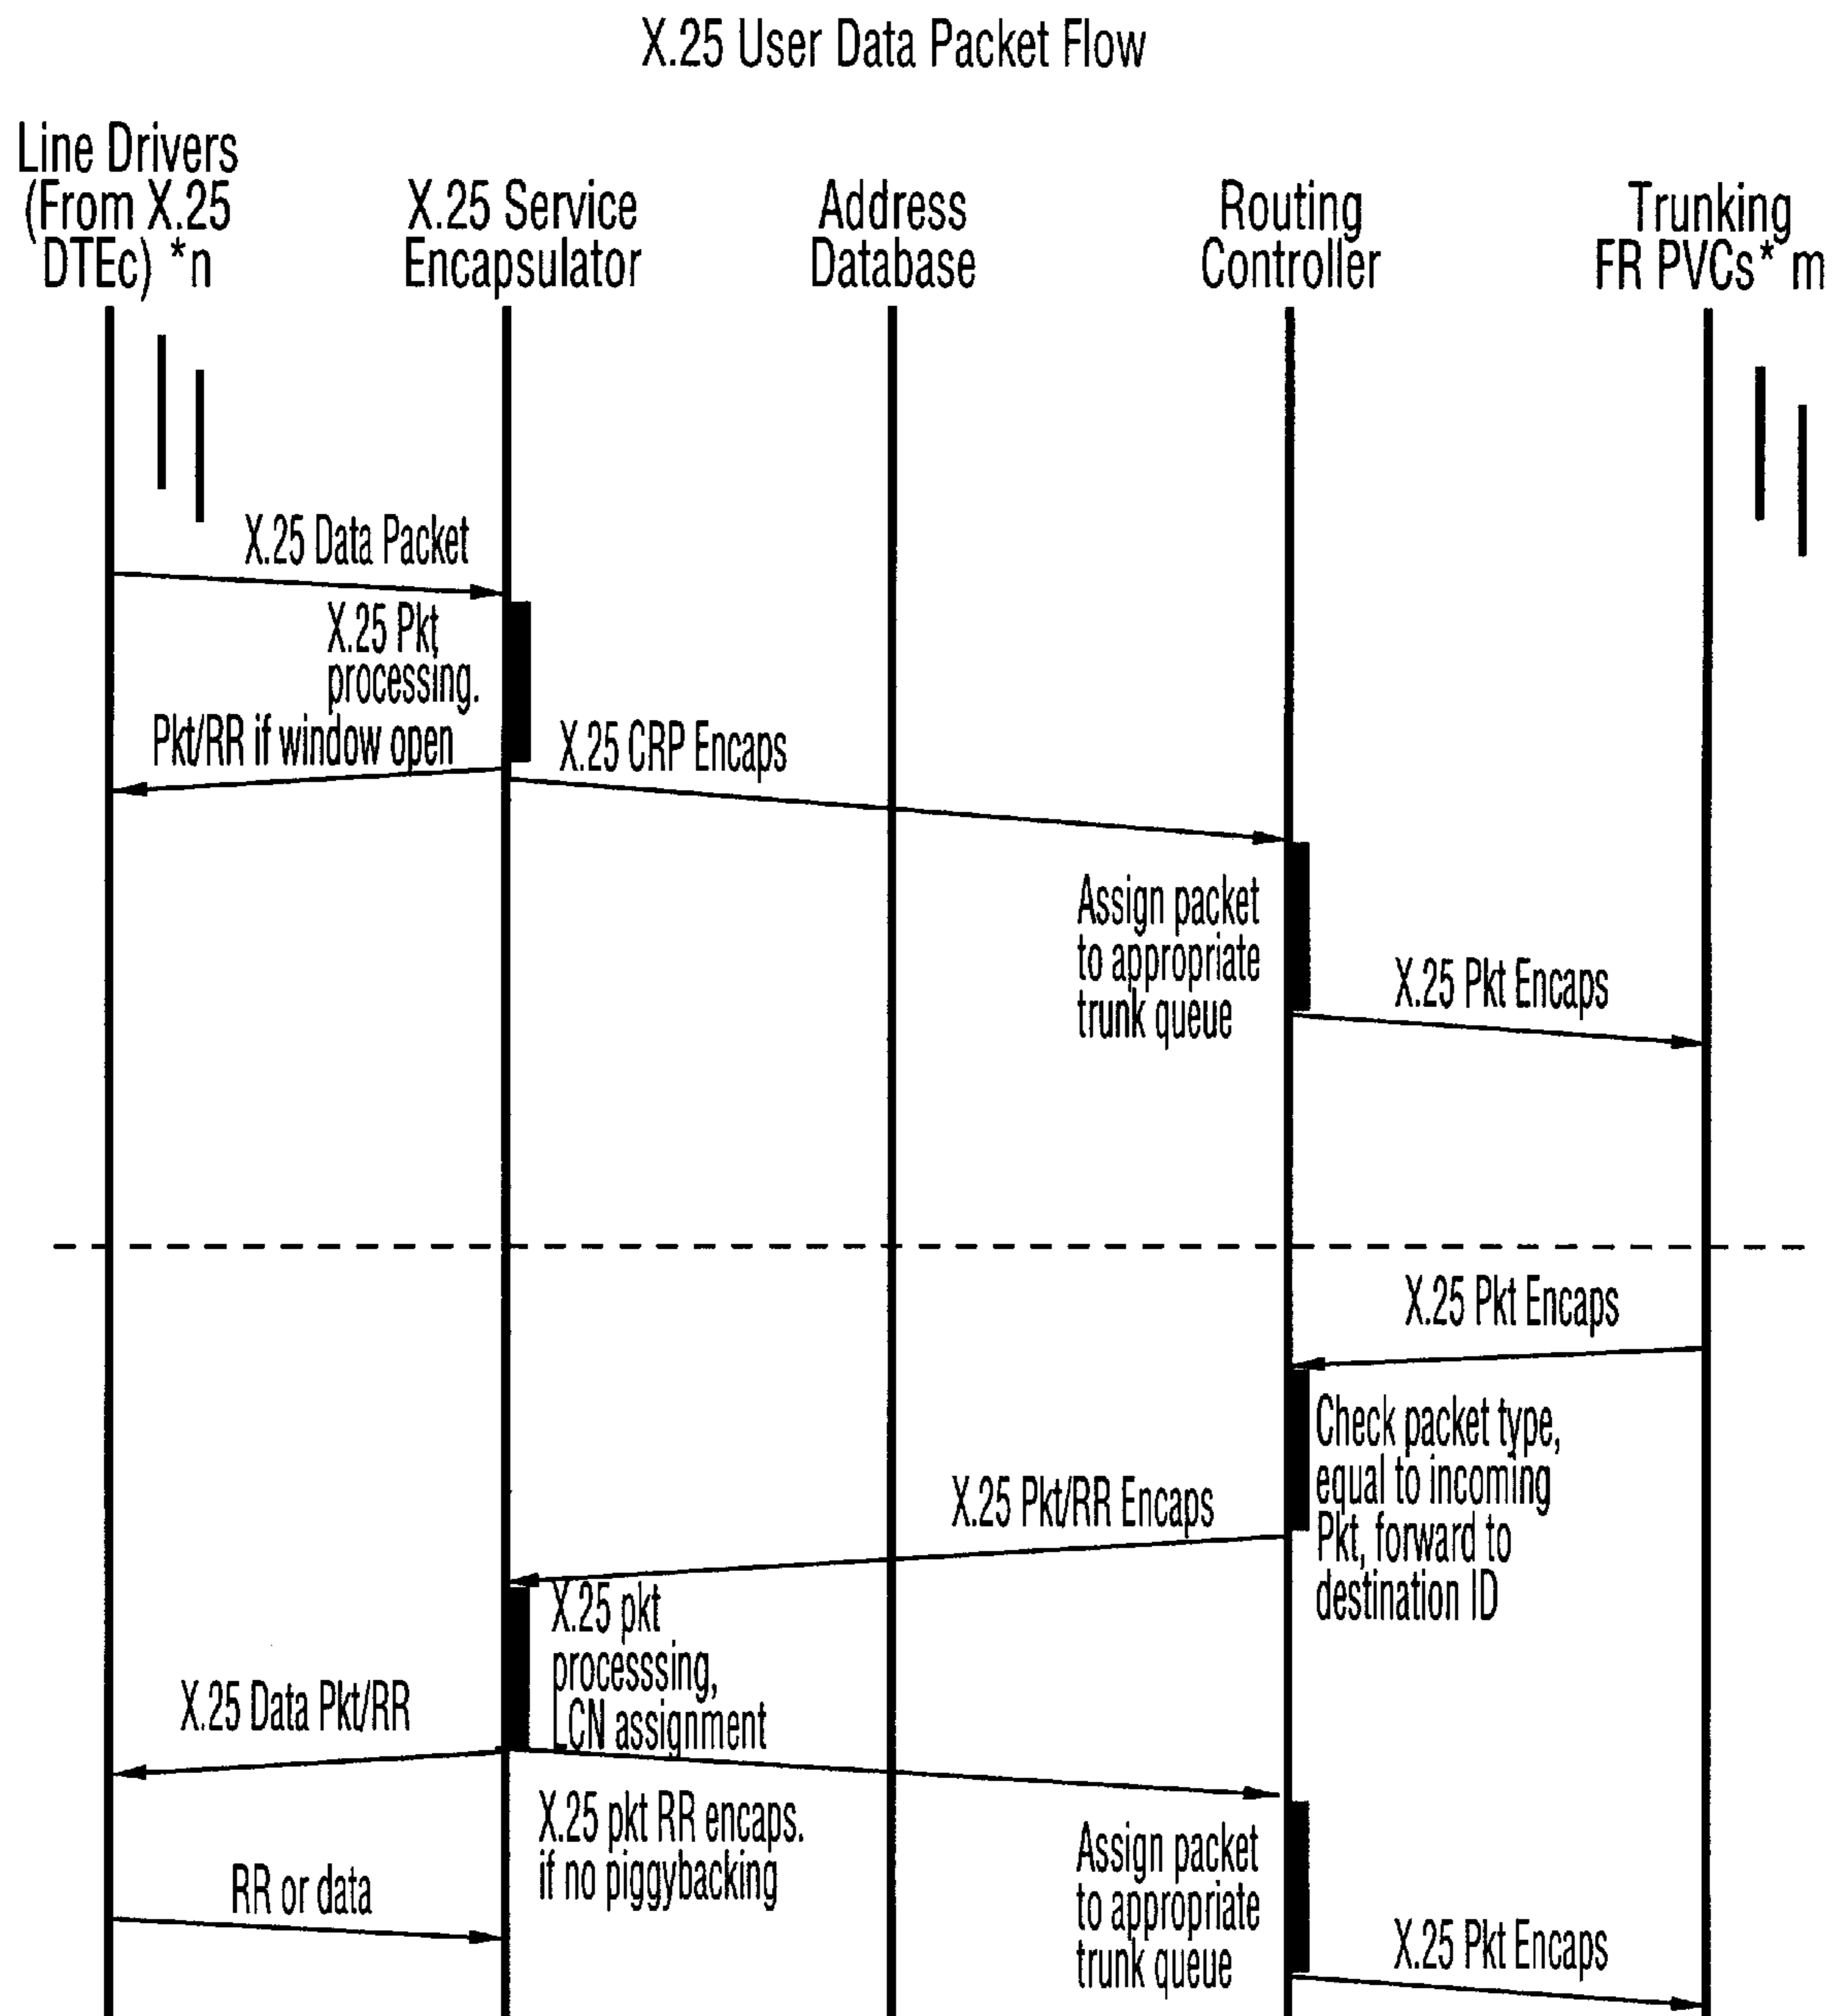 X.25 User Data Packet Flow
Line Drivers
(From X.25
DTEc) *n
X.25 Service
Encapsulator
Address
Database
Routing
Controller
Trunking
FR PVCs* m
X.25 Data Packet
X.25 Pkt
processing.
Pkt/RR if window open
X.25 CRP Encaps
Assign packet
to appropriate
trunk queue
X.25 Pkt Encaps
X.25 Pkt Encaps
Check packet type,
equal to incoming
Pkt, forward to
destination ID
X.25 Pkt/RR Encaps
X.25 pkt
processsing,
LCN assignment
X.25 Data Pkt/RR
X.25 pkt RR encaps.
if no piggybacking
RR or data
Assign packet
to appropriate
trunk queue
X.25 Pkt Encaps